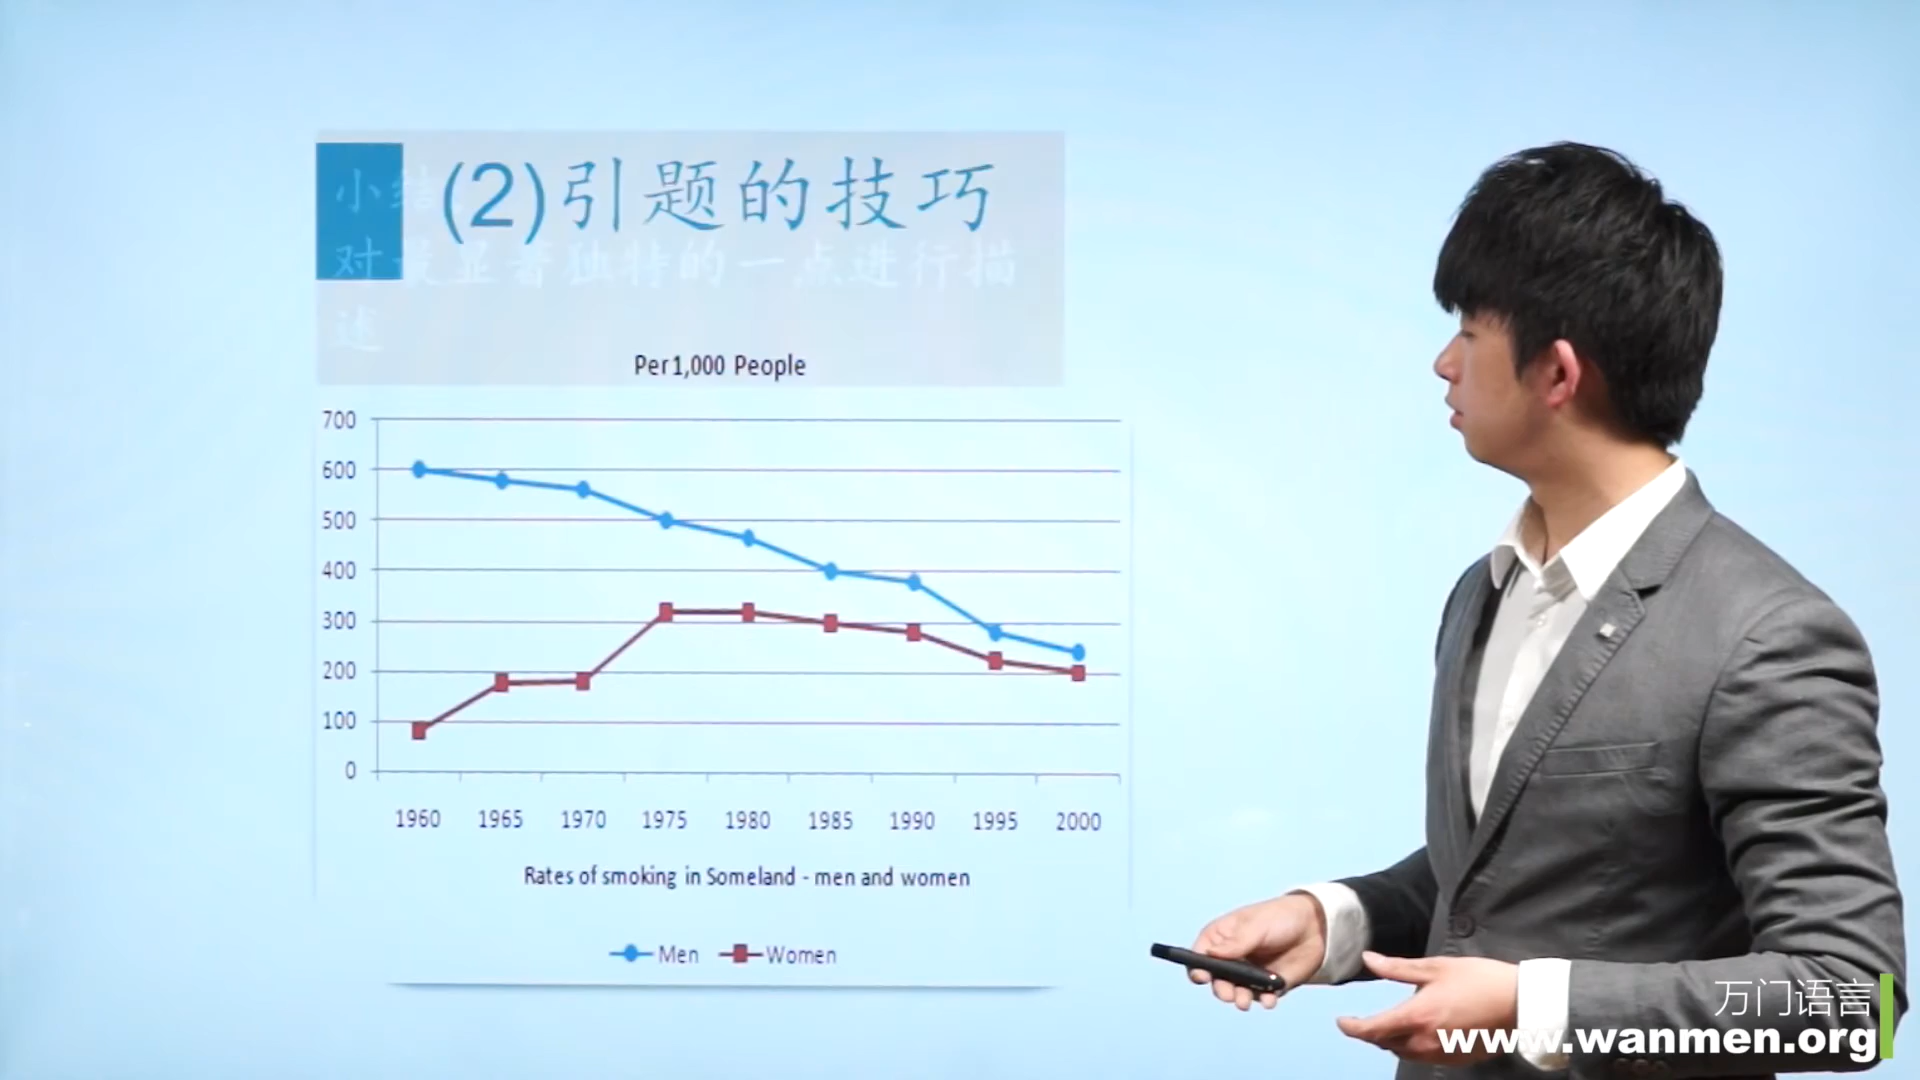 (2)引题的技巧
小结
对最显著独特的一点进行描
述
Per 1,000 People
700
600
500
400
300
200
100
0
1960 1965 1970 1975 1980 1985 1990 1995 2000
Rates of smoking in Someland - men and women
Men Women
万门语言
www.wanmen.org